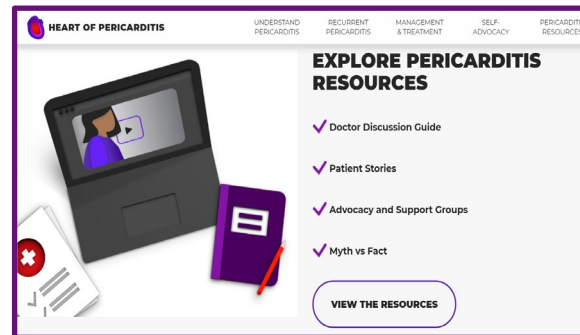 HEART OF PERICARDITIS
UNDERSTAND
PERICARDITIS
RECURRENT
PERICARDITIS
MANAGEMENT
& TREATMENT
SELF-
ADVOCACY
PERICARDITI
RESOURCES
EXPLORE PERICARDITIS
RESOURCES
Doctor Discussion Guide
Patient Stories
Advocacy and Support Groups
Myth vs Fact
VIEW THE RESOURCES